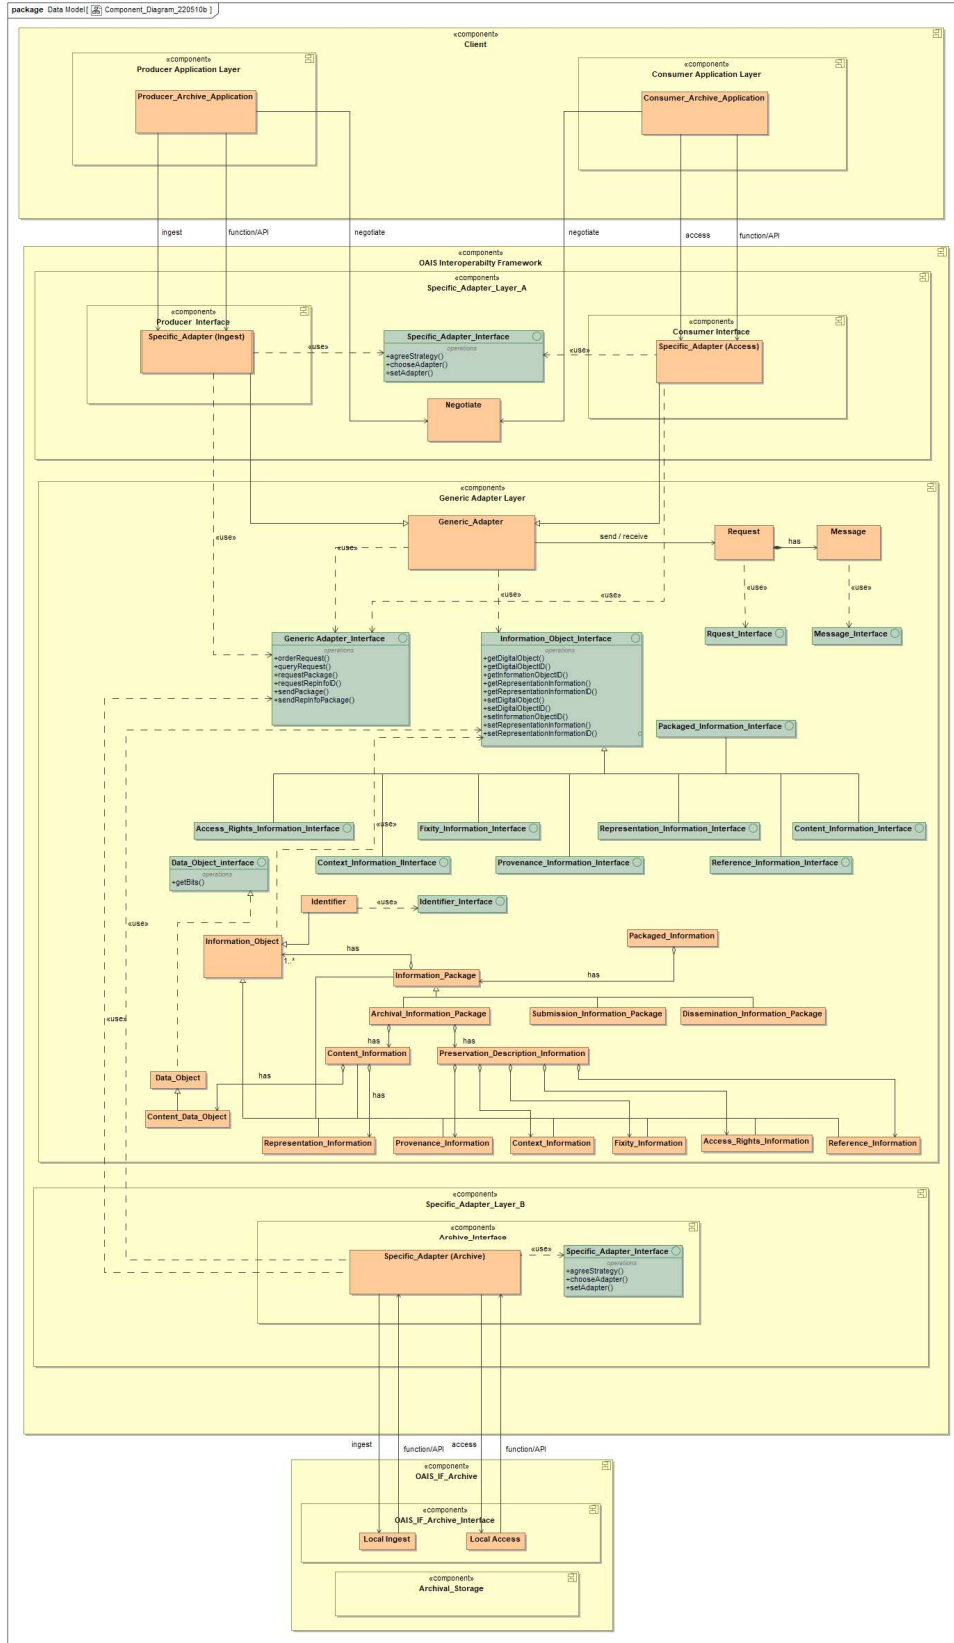 package Data Model[ Component_Diagram_220510b ]
«component»
Client
«component»
Producer Application Layer
Producer_Archive_Application
«component»
Consumer Application Layer
Consumer_Archive_Application
ingest
function/API
negotiate
negotiate
access
function/API
«component»
OAIS Interoperabilty Framework
«component»
Specific_Adapter_Layer_A
«component»
Producer_Interface
Specific_Adapter (Ingest)
«use»
Specific_Adapter_Interface
operations
+agreeStrategy()
+chooseAdapter()
+setAdapter()
«use»
«component»
Consumer Interface
Specific_Adapter (Access)
Negotiate
«component»
Generic Adapter Layer
Generic_Adapter
send / receive
Request
has
Message
«use»
«use»
«use»
«use»
«use»
«use»
Rquest_Interface
Message_Interface
Generic Adapter_Interface
operations
+orderRequest()
+queryRequest()
+requestPackage()
+requestRepInfoID()
+sendPackage()
+sendRepInfoPackage()
Information_Object_Interface
operations
+getDigitalObject()
+getDigitalObjectID()
+getInformationObjectID()
+getRepresentationInformation()
+getRepresentationInformationID()
+setDigitalObject()
+setDigitalObjectID()
+setInformationObjectID()
+setRepresentationInformation()
+setRepresentationInformationID()
Packaged_Information_Interface
Access_Rights_Information_Interface
«use»
Fixity_Information_Interface
Representation_Information_Interface
Content_Information_Interface
Context_Information_IInterface
Provenance_Information_Interface
Reference_Information_Interface
Data_Object_interface
operations
+getBits()
Identifier
«use»
Identifier_Interface
«use»
Information_Object
1..*
has
Packaged_Information
has
Information_Package
Archival_Information_Package
Submission_Information_Package
Dissemination_Information_Package
«use»
has
has
Content_Information
Preservation_Description_Information
Data_Object
has
has
Content_Data_Object
Representation_Information
Provenance_Information
Context_Information
Fixity_Information
Access_Rights_Information
Reference_Information
«component»
Specific_Adapter_Layer_B
«component»
Archive_Interface
Specific_Adapter (Archive)
«use»
Specific_Adapter_Interface
operations
+agreeStrategy()
+chooseAdapter()
+setAdapter()
ingest
function/API
access
function/API
«component»
OAIS_IF_Archive
«component»
OAIS_IF_Archive_Interface
Local Ingest
Local Access
«component»
Archival_Storage